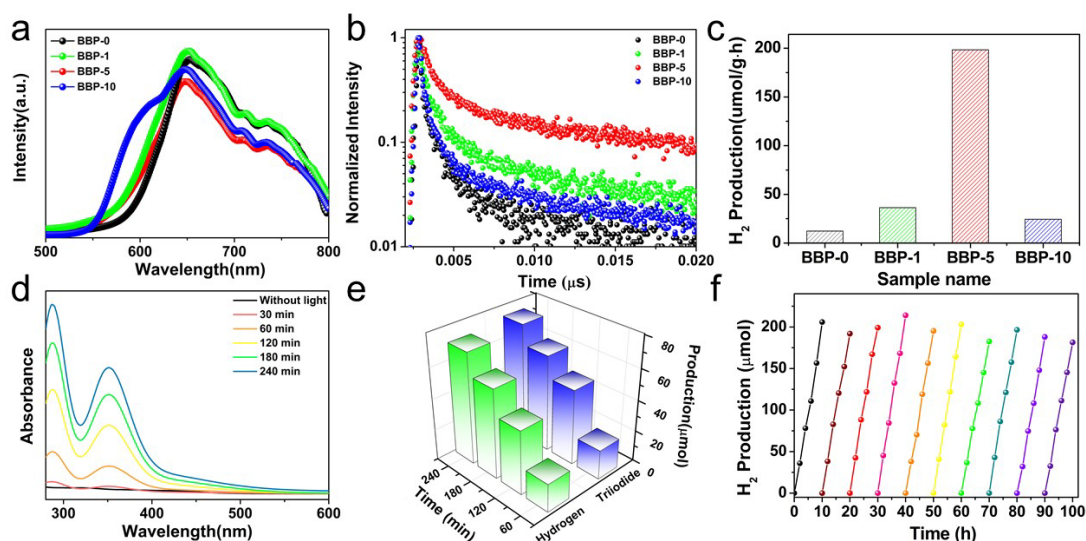 a
BBP-0
BBP-1
BBP-5
BBP-10
Intensity(a.u.)
500 600 700 800
Wavelength(nm)
b
BBP-0
BBP-1
BBP-5
BBP-10
Normalized Intensity
1
0.1
0.01
0.005 0.010 0.015 0.020
Time (μs)
c
H2 Production(umol/g·h)
200
150
100
50
0
BBP-0 BBP-1 BBP-5 BBP-10
Sample name
d
Without light
30 min
60 min
120 min
180 min
240 min
Absorbance
300 400 500 600
Wavelength(nm)
e
80
60
40
20
0
Production(μmol)
240
180
120
60
Time (min)
Hydrogen
Triiodide
f
H2 Production (μmol)
200
150
100
50
0
0 10 20 30 40 50 60 70 80 90 100
Time (h)